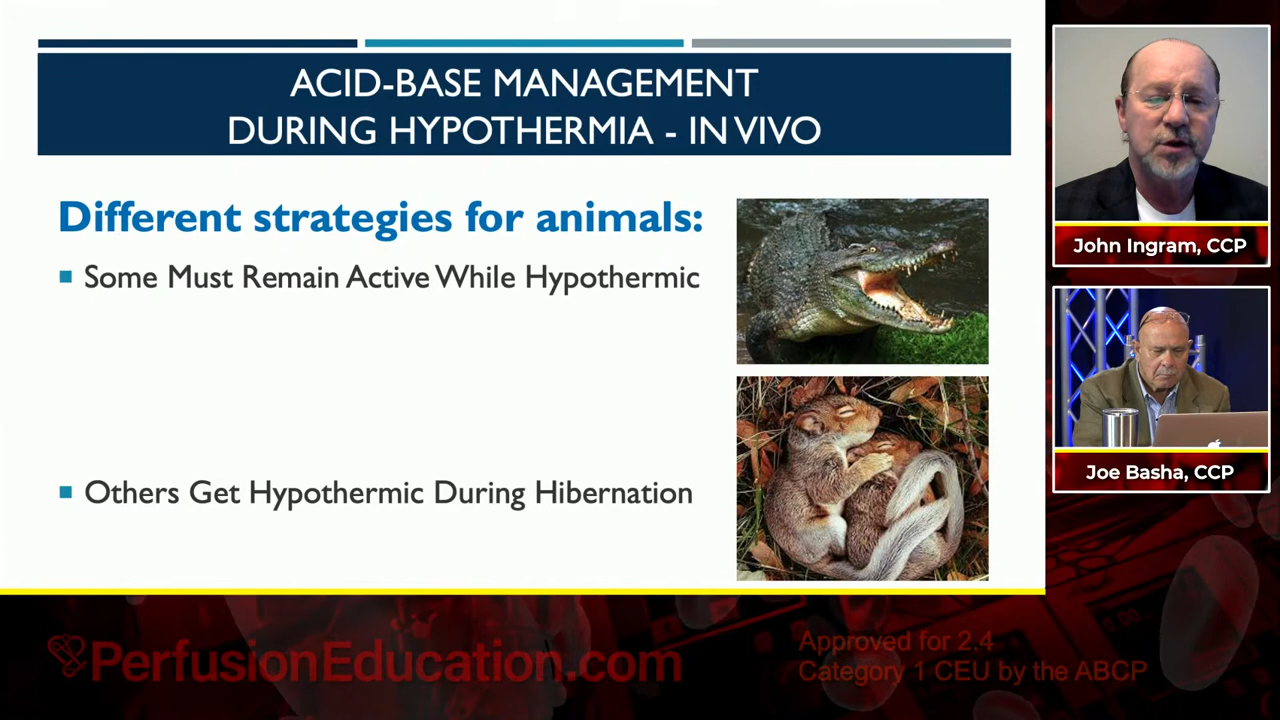 ACID-BASE MANAGEMENT
DURING HYPOTHERMIA - IN VIVO
Different strategies for animals:
Some Must Remain Active While Hypothermic
Others Get Hypothermic During Hibernation
John Ingram, CCP
Joe Basha, CCP
PerfusionEducation.com
Approved for 2.4
Category 1 CEU by the ABCP